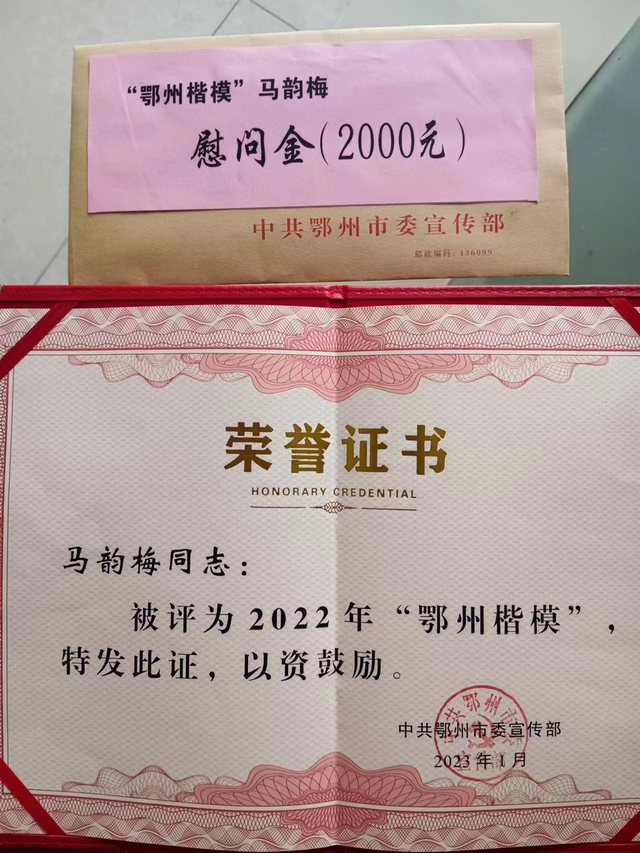 “鄂州楷模”马韵梅
慰问金(2000元)
中共鄂州市委宣传部
邮政编码：436099
荣誉证书
HONORARY CREDENTIAL
马韵梅同志：
被评为2022年“鄂州楷模”，
特发此证，以资鼓励。
中共鄂州市委宣传部
2023年1月